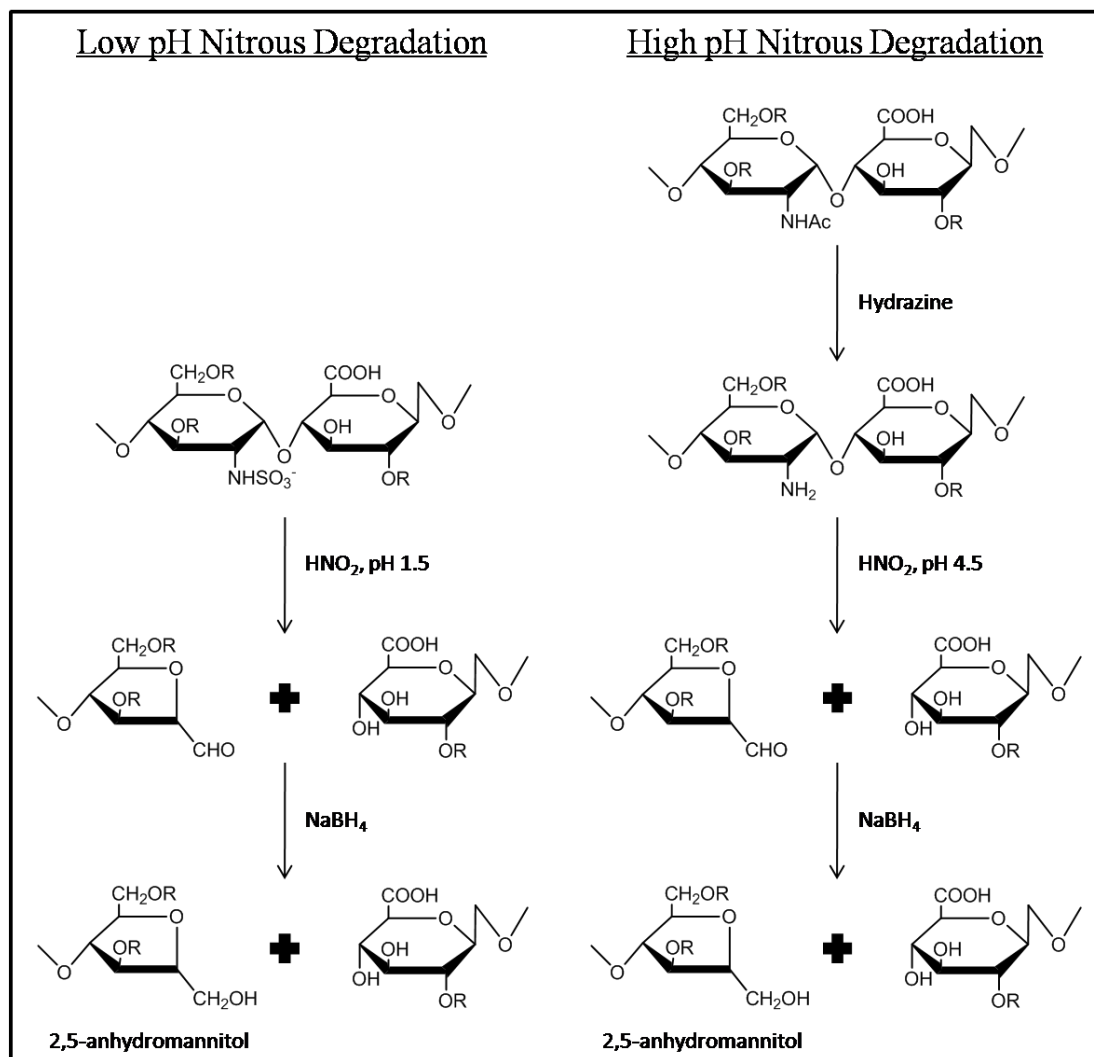 Low pH Nitrous Degradation
High pH Nitrous Degradation
CH₂OR
O
COOH
O
O
OR
O
OH
O
NHAc
OR
Hydrazine
CH₂OR
O
COOH
O
O
OR
O
OH
O
NHSO₃⁻
OR
CH₂OR
O
COOH
O
O
OR
O
OH
O
NH₂
OR
HNO₂, pH 1.5
HNO₂, pH 4.5
CH₂OR
O
OR
O
CHO
COOH
O
O
OH
OH
OR
CH₂OR
O
OR
O
CHO
COOH
O
O
OH
OH
OR
NaBH₄
NaBH₄
CH₂OR
O
OR
O
CH₂OH
COOH
O
O
OH
OH
OR
CH₂OR
O
OR
O
CH₂OH
COOH
O
O
OH
OH
OR
2,5-anhydromannitol
2,5-anhydromannitol